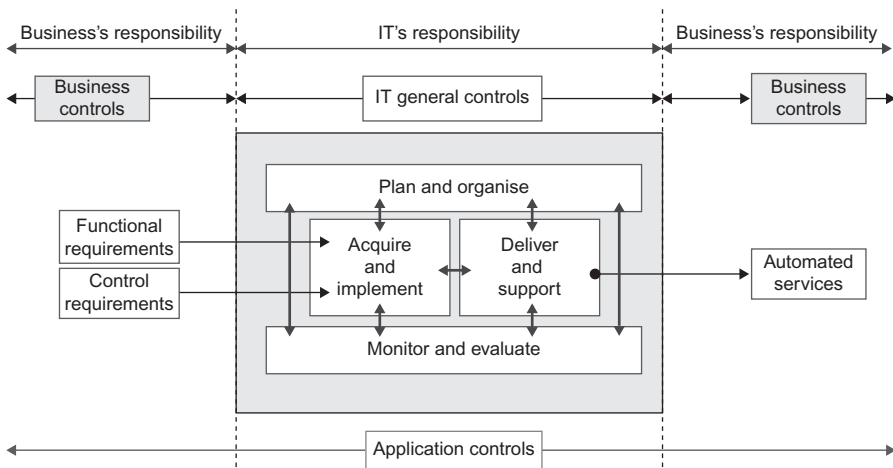 Business's responsibility
IT's responsibility
Business's responsibility
Business
controls
IT general controls
Business
controls
Plan and organise
Functional
requirements
Control
requirements
Acquire
and
implement
Deliver
and
support
Automated
services
Monitor and evaluate
Application controls